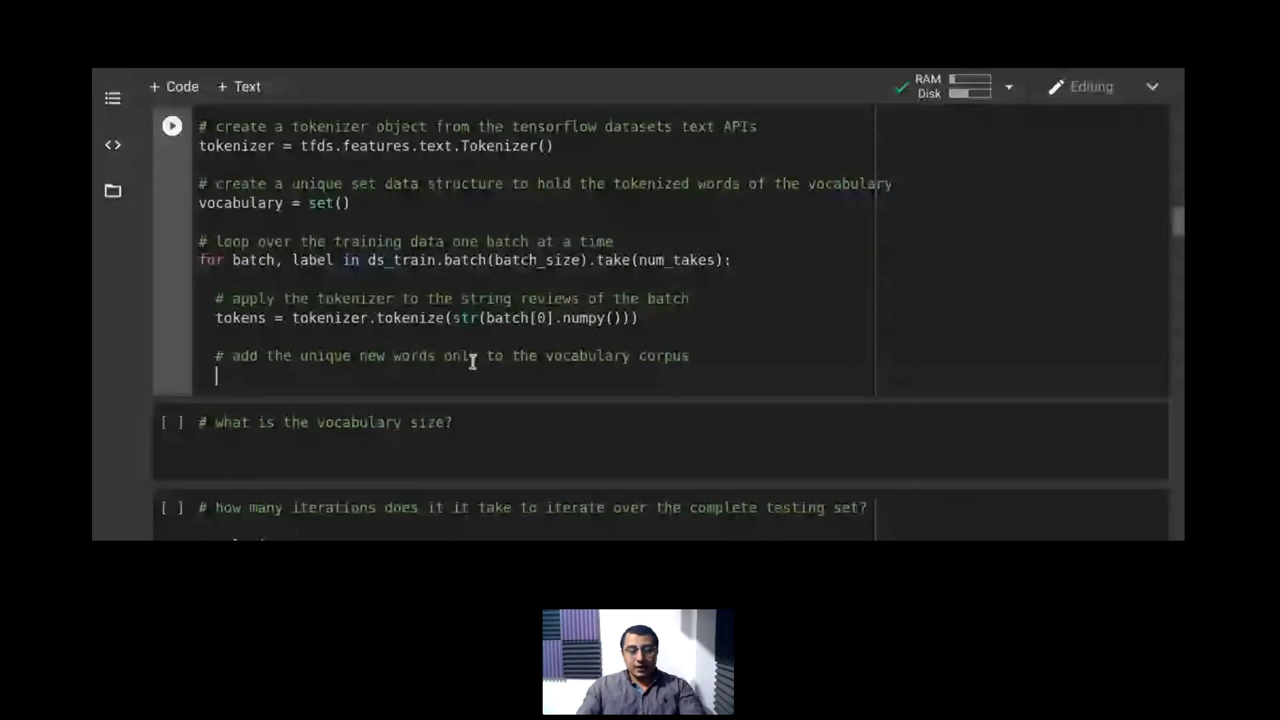 + Code + Text
RAM
Disk
Editing
# create a tokenizer object from the tensorflow datasets text APIs
tokenizer = tfds.features.text.Tokenizer()
# create a unique set data structure to hold the tokenized words of the vocabulary
vocabulary = set()
# loop over the training data one batch at a time
for batch, label in ds_train.batch(batch_size).take(num_takes):
# apply the tokenizer to the string reviews of the batch
tokens = tokenizer.tokenize(str(batch[0].numpy()))
# add the unique new words only to the vocabulary corpus
[ ] # what is the vocabulary size?
[ ] # how many iterations does it it take to iterate over the complete testing set?